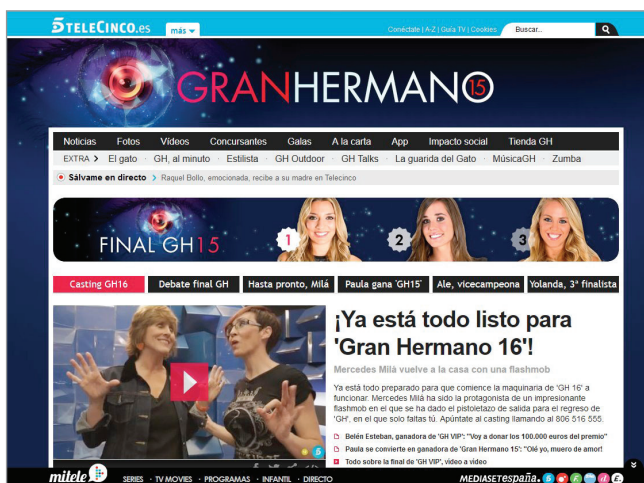 5 TELECINCO.es
más
Conéctate | A-Z | Guía TV | Cookies
Buscar...
GRANHERMANO 15
Noticias Fotos Vídeos Concursantes Galas A la carta App Impacto social Tienda GH
EXTRA > El gato · GH, al minuto · Estilista · GH Outdoor · GH Talks · La guarida del Gato · MúsicaGH · Zumba
Sálvame en directo > Raquel Bollo, emocionada, recibe a su madre en Telecinco
FINAL GH15
1
2
3
Casting GH16 Debate final GH Hasta pronto, Milá Paula gana 'GH15' Ale, vicecampeona Yolanda, 3ª finalista
¡Ya está todo listo para
'Gran Hermano 16'!
Mercedes Milá vuelve a la casa con una flashmob
Ya está todo preparado para que comience la maquinaria de 'GH 16' a
funcionar. Mercedes Milá ha sido la protagonista de un impresionante
flashmob en el que se ha dado el pistoletazo de salida para el regreso de
'GH', en el que solo faltas tú. Apúntate al casting llamando al 806 516 555.
Belén Esteban, ganadora de 'GH VIP': "Voy a donar los 100.000 euros del premio"
Paula se convierte en ganadora de 'Gran Hermano 15': "Olé yo, muero de amor!
Todo sobre la final de 'GH VIP', vídeo a vídeo
5
mitele
SERIES · TV MOVIES · PROGRAMAS · INFANTIL · DIRECTO
MEDIASETespaña.